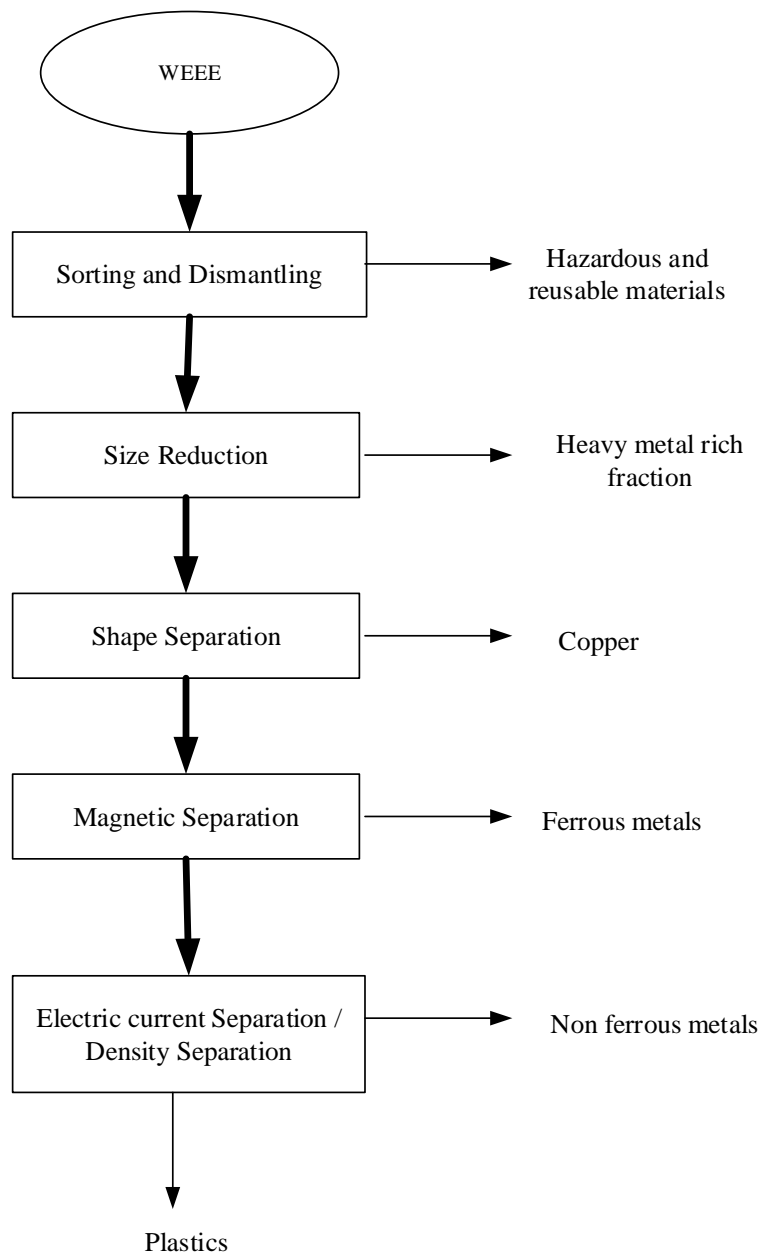 WEEE
Sorting and Dismantling
Hazardous and
reusable materials
Size Reduction
Heavy metal rich
fraction
Shape Separation
Copper
Magnetic Separation
Ferrous metals
Electric current Separation /
Density Separation
Non ferrous metals
Plastics